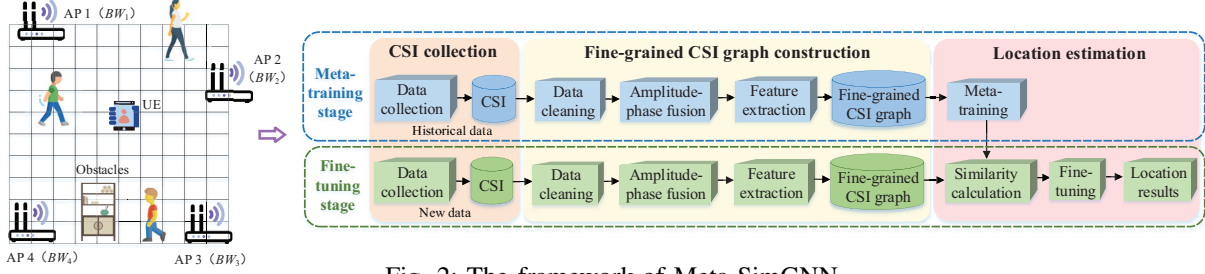 AP 1（BW1）
AP 2
（BW2）
UE
Obstacles
AP 4（BW4）
AP 3（BW3）
CSI collection
Fine-grained CSI graph construction
Location estimation
Meta-
training
stage
Data
collection
CSI
Historical data
Data
cleaning
Amplitude-
phase fusion
Feature
extraction
Fine-grained
CSI graph
Meta-
training
Fine-
tuning
stage
Data
collection
CSI
New data
Data
cleaning
Amplitude-
phase fusion
Feature
extraction
Fine-grained
CSI graph
Similarity
calculation
Fine-
tuning
Location
results